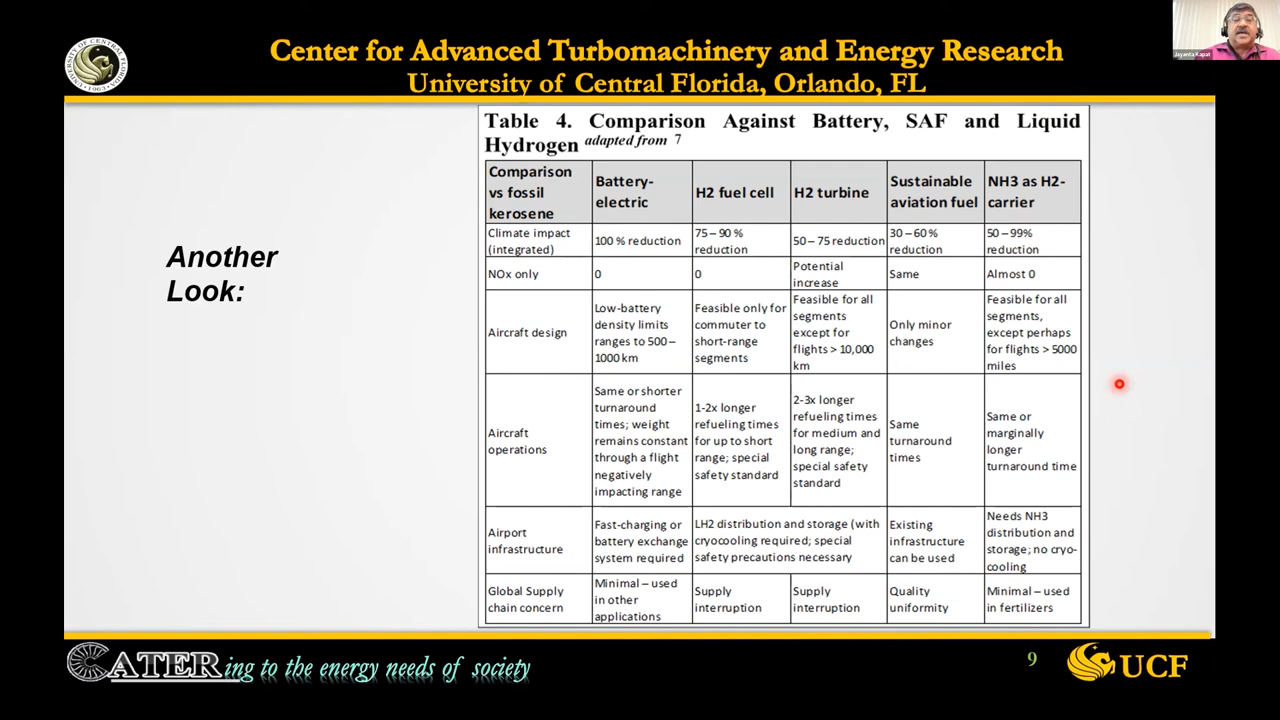 Center for Advanced Turbomachinery and Energy Research
University of Central Florida, Orlando, FL
Jayanta Kapat
Another
Look:
Table 4. Comparison Against Battery, SAF and Liquid
Hydrogen adapted from 7
Comparison
vs fossil
kerosene
Battery-
electric
H2 fuel cell
H2 turbine
Sustainable
aviation fuel
NH3 as H2-
carrier
Climate impact
(integrated)
100 % reduction
75 – 90 %
reduction
50 – 75 reduction
30 – 60 %
reduction
50 – 99%
reduction
NOx only
0
0
Potential
increase
Same
Almost 0
Aircraft design
Low-battery
density limits
ranges to 500 –
1000 km
Feasible only for
commuter to
short-range
segments
Feasible for all
segments
except for
flights > 10,000
km
Only minor
changes
Feasible for all
segments,
except perhaps
for flights > 5000
miles
Aircraft
operations
Same or shorter
turnaround
times; weight
remains constant
through a flight
negatively
impacting range
1-2x longer
refueling times
for up to short
range; special
safety standard
2-3x longer
refueling times
for medium and
long range;
special safety
standard
Same
turnaround
times
Same or
marginally
longer
turnaround time
Airport
infrastructure
Fast-charging or
battery exchange
system required
LH2 distribution and storage (with
cryocooling required; special
safety precautions necessary
Existing
infrastructure
can be used
Needs NH3
distribution and
storage; no cryo-
cooling
Global Supply
chain concern
Minimal – used
in other
applications
Supply
interruption
Supply
interruption
Quality
uniformity
Minimal – used
in fertilizers
CATERing to the energy needs of society
9
UCF